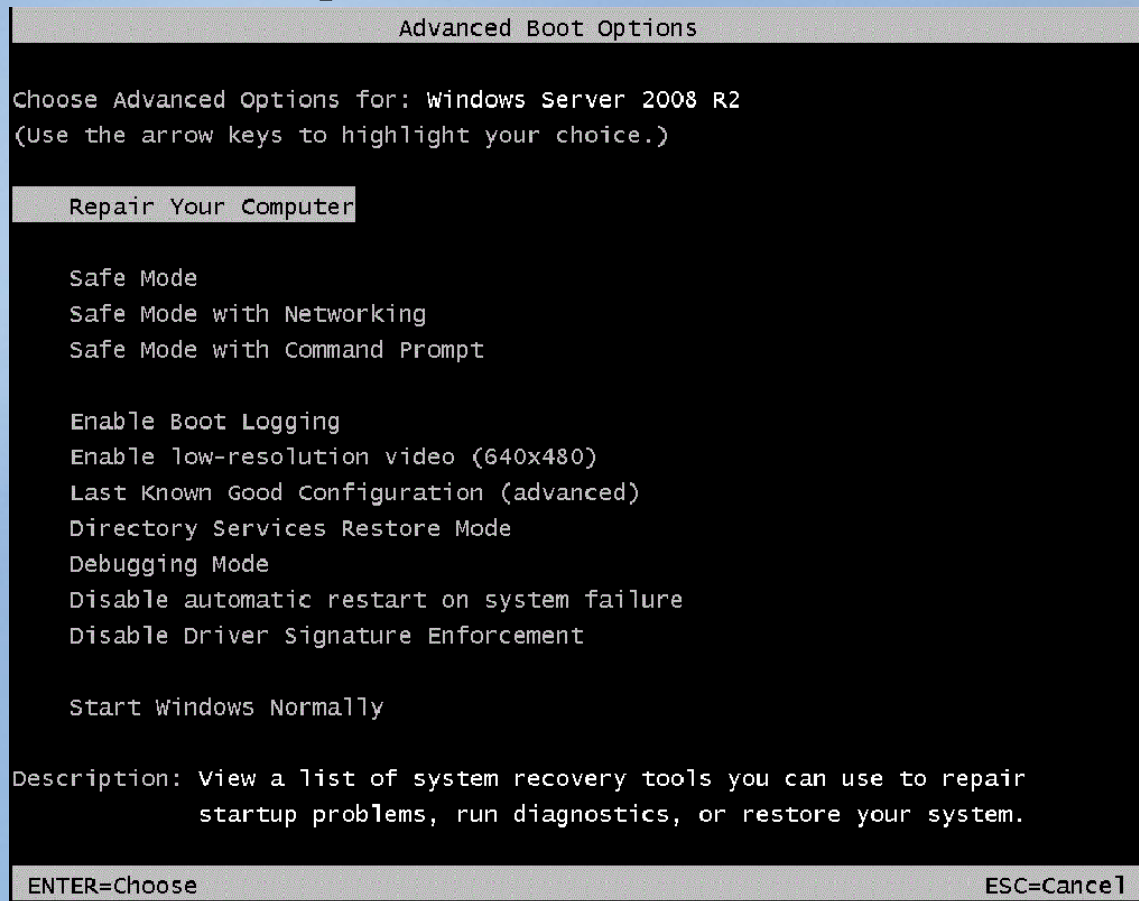 Advanced Boot Options
Choose Advanced Options for: Windows Server 2008 R2
(Use the arrow keys to highlight your choice.)
Repair Your Computer
Safe Mode
Safe Mode with Networking
Safe Mode with Command Prompt
Enable Boot Logging
Enable low-resolution video (640x480)
Last Known Good Configuration (advanced)
Directory Services Restore Mode
Debugging Mode
Disable automatic restart on system failure
Disable Driver Signature Enforcement
Start Windows Normally
Description: View a list of system recovery tools you can use to repair
startup problems, run diagnostics, or restore your system.
ENTER=Choose ESC=Cancel